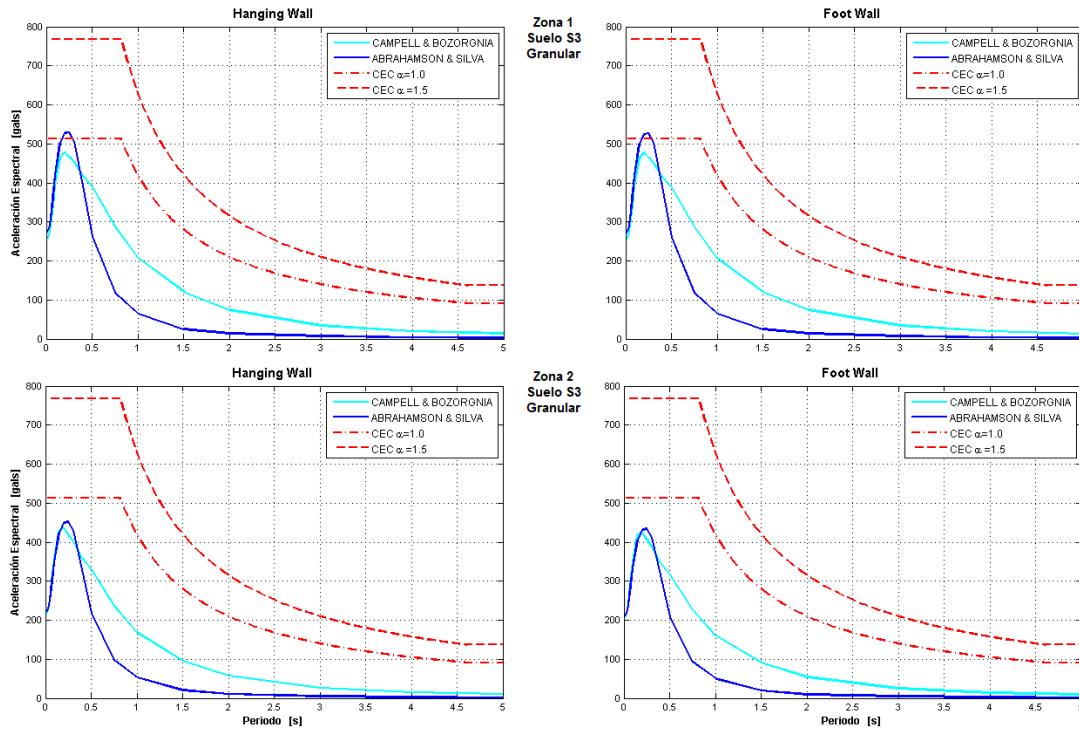 Hanging Wall
Zona 1
Suelo S3
Granular
Foot Wall
Aceleración Espectral [gals]
800
700
600
500
400
300
200
100
0
CAMPELL & BOZORGNIA
ABRAHAMSON & SILVA
CEC α=1.0
CEC α =1.5
0 0.5 1 1.5 2 2.5 3 3.5 4 4.5 5
800
700
600
500
400
300
200
100
0
CAMPELL & BOZORGNIA
ABRAHAMSON & SILVA
CEC α=1.0
CEC α =1.5
0 0.5 1 1.5 2 2.5 3 3.5 4 4.5 5
Hanging Wall
Zona 2
Suelo S3
Granular
Foot Wall
Aceleración Espectral [gals]
800
700
600
500
400
300
200
100
0
CAMPELL & BOZORGNIA
ABRAHAMSON & SILVA
CEC α=1.0
CEC α =1.5
0 0.5 1 1.5 2 2.5 3 3.5 4 4.5 5
Periodo [s]
800
700
600
500
400
300
200
100
0
CAMPELL & BOZORGNIA
ABRAHAMSON & SILVA
CEC α=1.0
CEC α =1.5
0 0.5 1 1.5 2 2.5 3 3.5 4 4.5 5
Periodo [s]